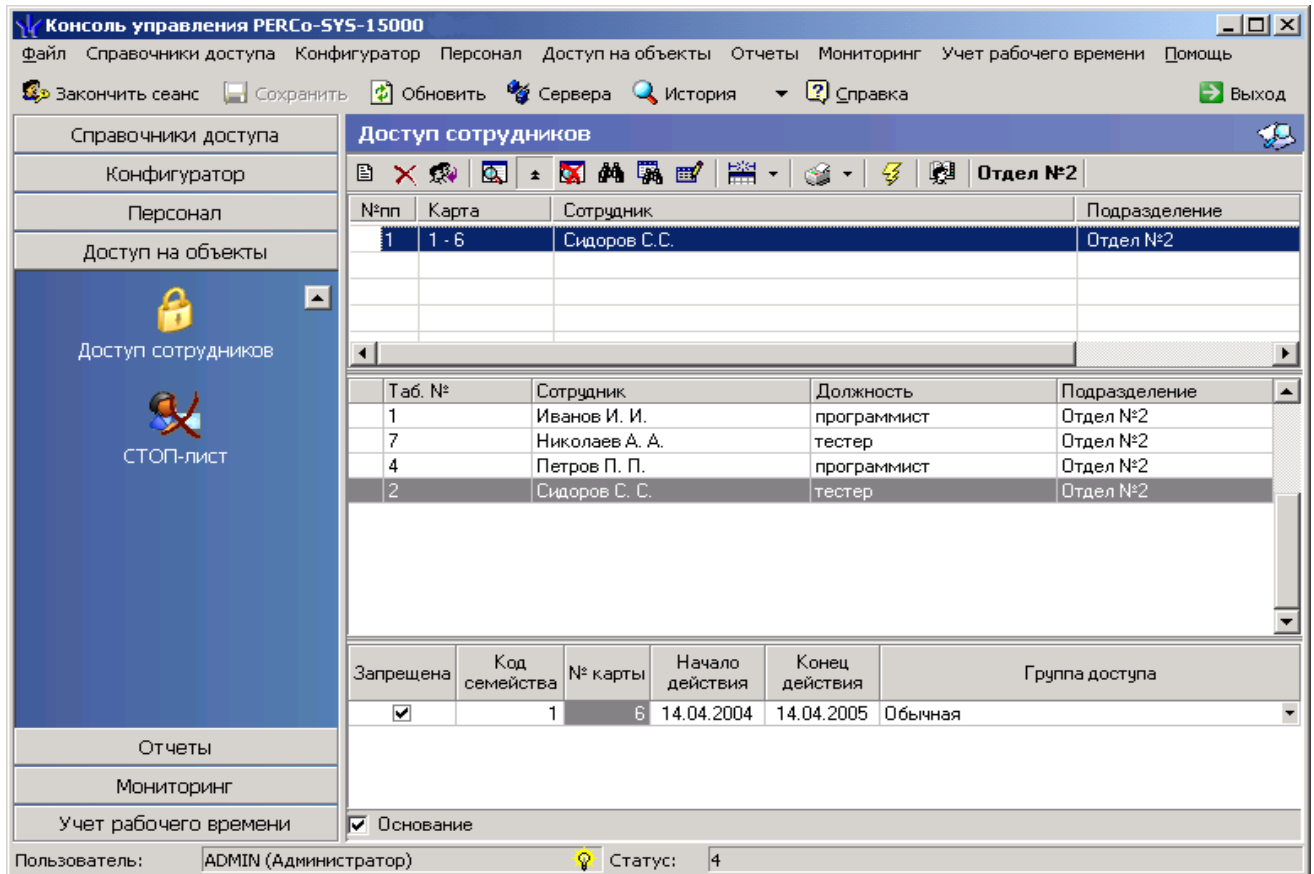 Консоль управления PERCo-SYS-15000
Файл Справочники доступа Конфигуратор Персонал Доступ на объекты Отчеты Мониторинг Учет рабочего времени Помощь
Закончить сеанс Сохранить Обновить Сервера История Справка Выход
Справочники доступа
Конфигуратор
Персонал
Доступ на объекты
Доступ сотрудников
СТОП-лист
Отчеты
Мониторинг
Учет рабочего времени
Доступ сотрудников
Отдел №2
№пп Карта Сотрудник Подразделение
1 1 - 6 Сидоров С.С. Отдел №2
Таб. № Сотрудник Должность Подразделение
1 Иванов И. И. программист Отдел №2
7 Николаев А. А. тестер Отдел №2
4 Петров П. П. программист Отдел №2
2 Сидоров С. С. тестер Отдел №2
Запрещена Код семейства № карты Начало действия Конец действия Группа доступа
1 6 14.04.2004 14.04.2005 Обычная
Основание
Пользователь: ADMIN (Администратор) Статус: 4